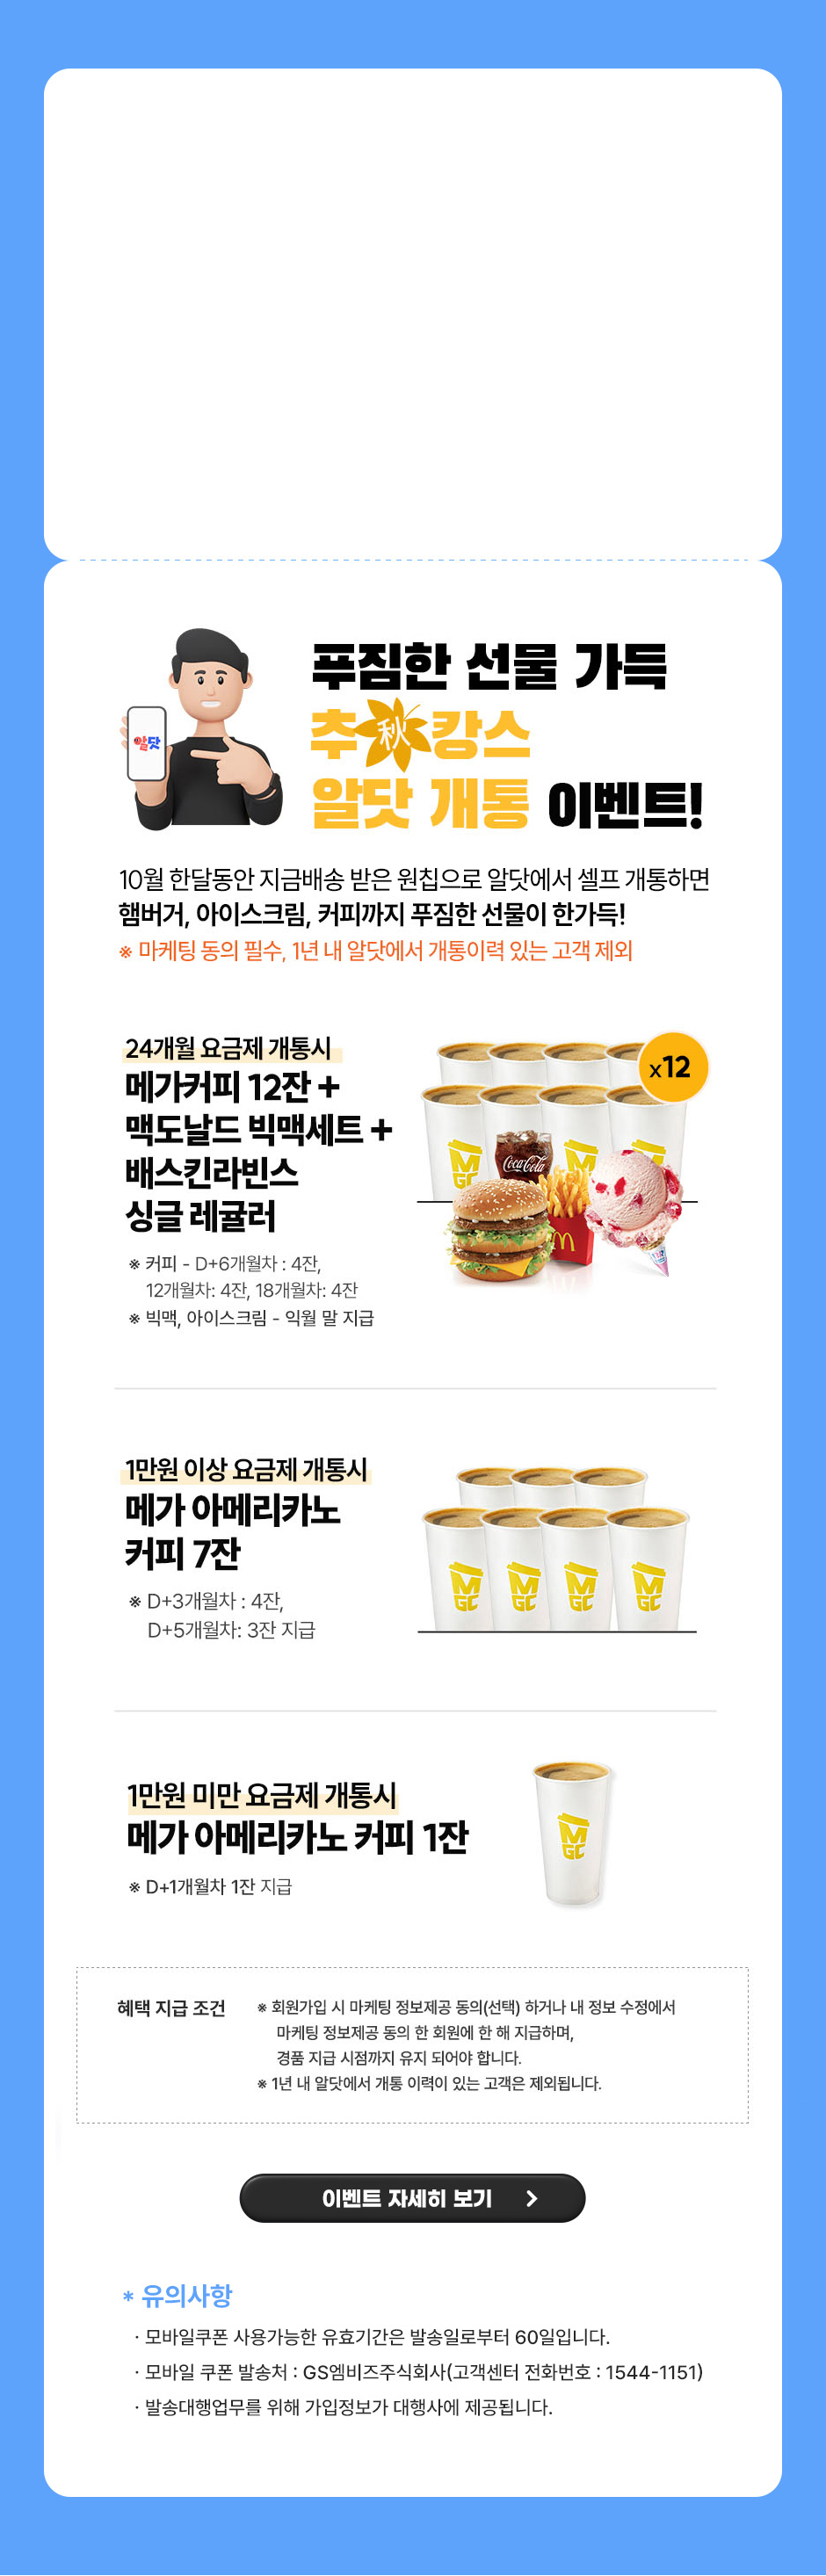 푸짐한 선물 가득
추秋캉스
알닷 개통 이벤트!
알닷
10월 한달동안 지금배송 받은 원칩으로 알닷에서 셀프 개통하면
햄버거, 아이스크림, 커피까지 푸짐한 선물이 한가득!
※ 마케팅 동의 필수, 1년 내 알닷에서 개통이력 있는 고객 제외
24개월 요금제 개통시
메가커피 12잔 +
맥도날드 빅맥세트 +
배스킨라빈스
싱글 레귤러
※ 커피 - D+6개월차 : 4잔,
12개월차: 4잔, 18개월차: 4잔
※ 빅맥, 아이스크림 - 익월 말 지급
x12
MGC
Coca-Cola
M
1만원 이상 요금제 개통시
메가 아메리카노
커피 7잔
※ D+3개월차 : 4잔,
D+5개월차: 3잔 지급
MGC MGC MGC MGC
1만원 미만 요금제 개통시
메가 아메리카노 커피 1잔
※ D+1개월차 1잔 지급
MGC
혜택 지급 조건
※ 회원가입 시 마케팅 정보제공 동의(선택) 하거나 내 정보 수정에서
마케팅 정보제공 동의 한 회원에 한 해 지급하며,
경품 지급 시점까지 유지 되어야 합니다.
※ 1년 내 알닷에서 개통 이력이 있는 고객은 제외됩니다.
이벤트 자세히 보기 >
* 유의사항
· 모바일쿠폰 사용가능한 유효기간은 발송일로부터 60일입니다.
· 모바일 쿠폰 발송처 : GS엠비즈주식회사(고객센터 전화번호 : 1544-1151)
· 발송대행업무를 위해 가입정보가 대행사에 제공됩니다.